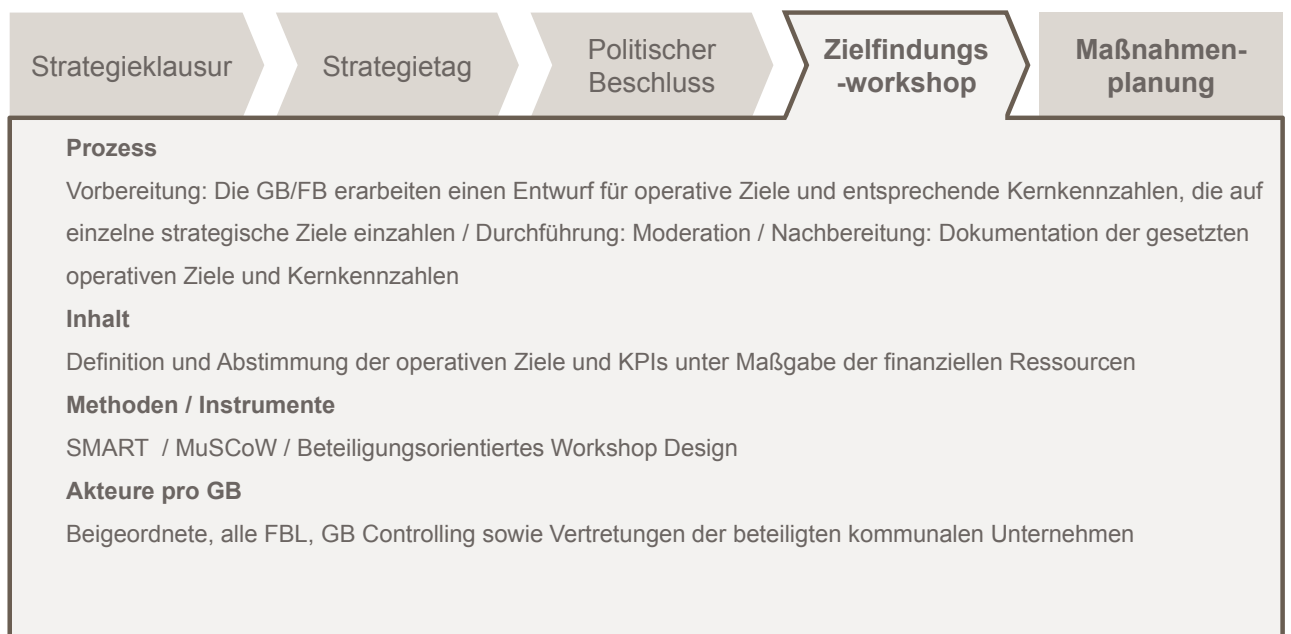 Strategieklausur
Strategietag
Politischer
Beschluss
Zielfindungs
-workshop
Maßnahmen-
planung
Prozess
Vorbereitung: Die GB/FB erarbeiten einen Entwurf für operative Ziele und entsprechende Kernkennzahlen, die auf
einzelne strategische Ziele einzahlen / Durchführung: Moderation / Nachbereitung: Dokumentation der gesetzten
operativen Ziele und Kernkennzahlen
Inhalt
Definition und Abstimmung der operativen Ziele und KPIs unter Maßgabe der finanziellen Ressourcen
Methoden / Instrumente
SMART / MuSCoW / Beteiligungsorientiertes Workshop Design
Akteure pro GB
Beigeordnete, alle FBL, GB Controlling sowie Vertretungen der beteiligten kommunalen Unternehmen